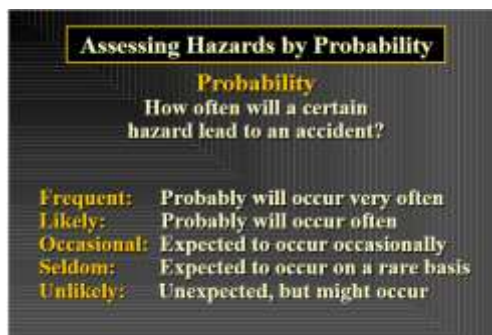 Assessing Hazards by Probability
Probability
How often will a certain
hazard lead to an accident?
Frequent: Probably will occur very often
Likely: Probably will occur often
Occasional: Expected to occur occasionally
Seldom: Expected to occur on a rare basis
Unlikely: Unexpected, but might occur